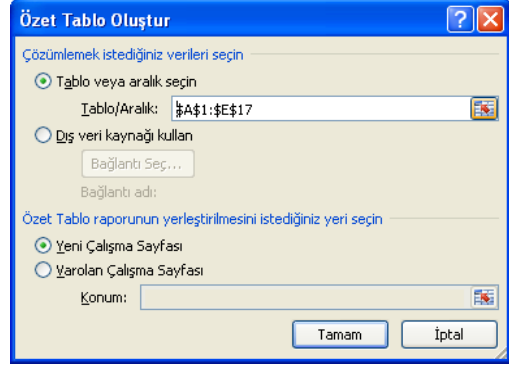 Özet Tablo Oluştur
Çözümlemek istediğiniz verileri seçin
Tablo veya aralık seçin
Tablo/Aralık: $A$1:$E$17
Dış veri kaynağı kullan
Bağlantı Seç...
Bağlantı adı:
Özet Tablo raporunun yerleştirilmesini istediğiniz yeri seçin
Yeni Çalışma Sayfası
Varolan Çalışma Sayfası
Konum:
Tamam İptal